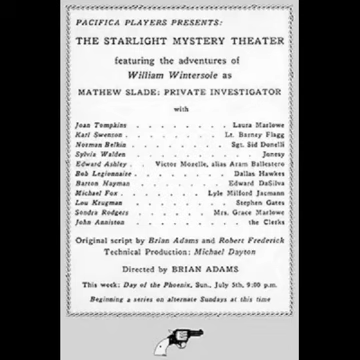 PACIFICA PLAYERS PRESENTS:
THE STARLIGHT MYSTERY THEATER
featuring the adventures of
William Wintersole as
MATHEW SLADE: PRIVATE INVESTIGATOR
with
Joan Tompkins . . . . . . . . Laura Marlowe
Karl Swenson . . . . . . . . Lt. Barney Flagg
Norman Belkin . . . . . . . . Sgt. Sid Donelli
Sylvia Walden . . . . . . . . Jonesy
Edward Ashley . . Victor Mozelle, alias Aram Ballestero
Bob Legionnaire . . . . . . . . Dallas Hawkes
Barton Hayman . . . . . . . . Edward DaSilva
Michael Fox . . . . . . Lyle Milford Jacmann
Lou Krugman . . . . . . . . Stephen Gates
Sondra Rodgers . . . . . . Mrs. Grace Marlowe
John Anniston . . . . . . . . the Clerks
Original script by Brian Adams and Robert Frederick
Technical Production: Michael Dayton
Directed by BRIAN ADAMS
This week: Day of the Phoenix, Sun., July 5th, 9:00 p.m.
Beginning a series on alternate Sundays at this time